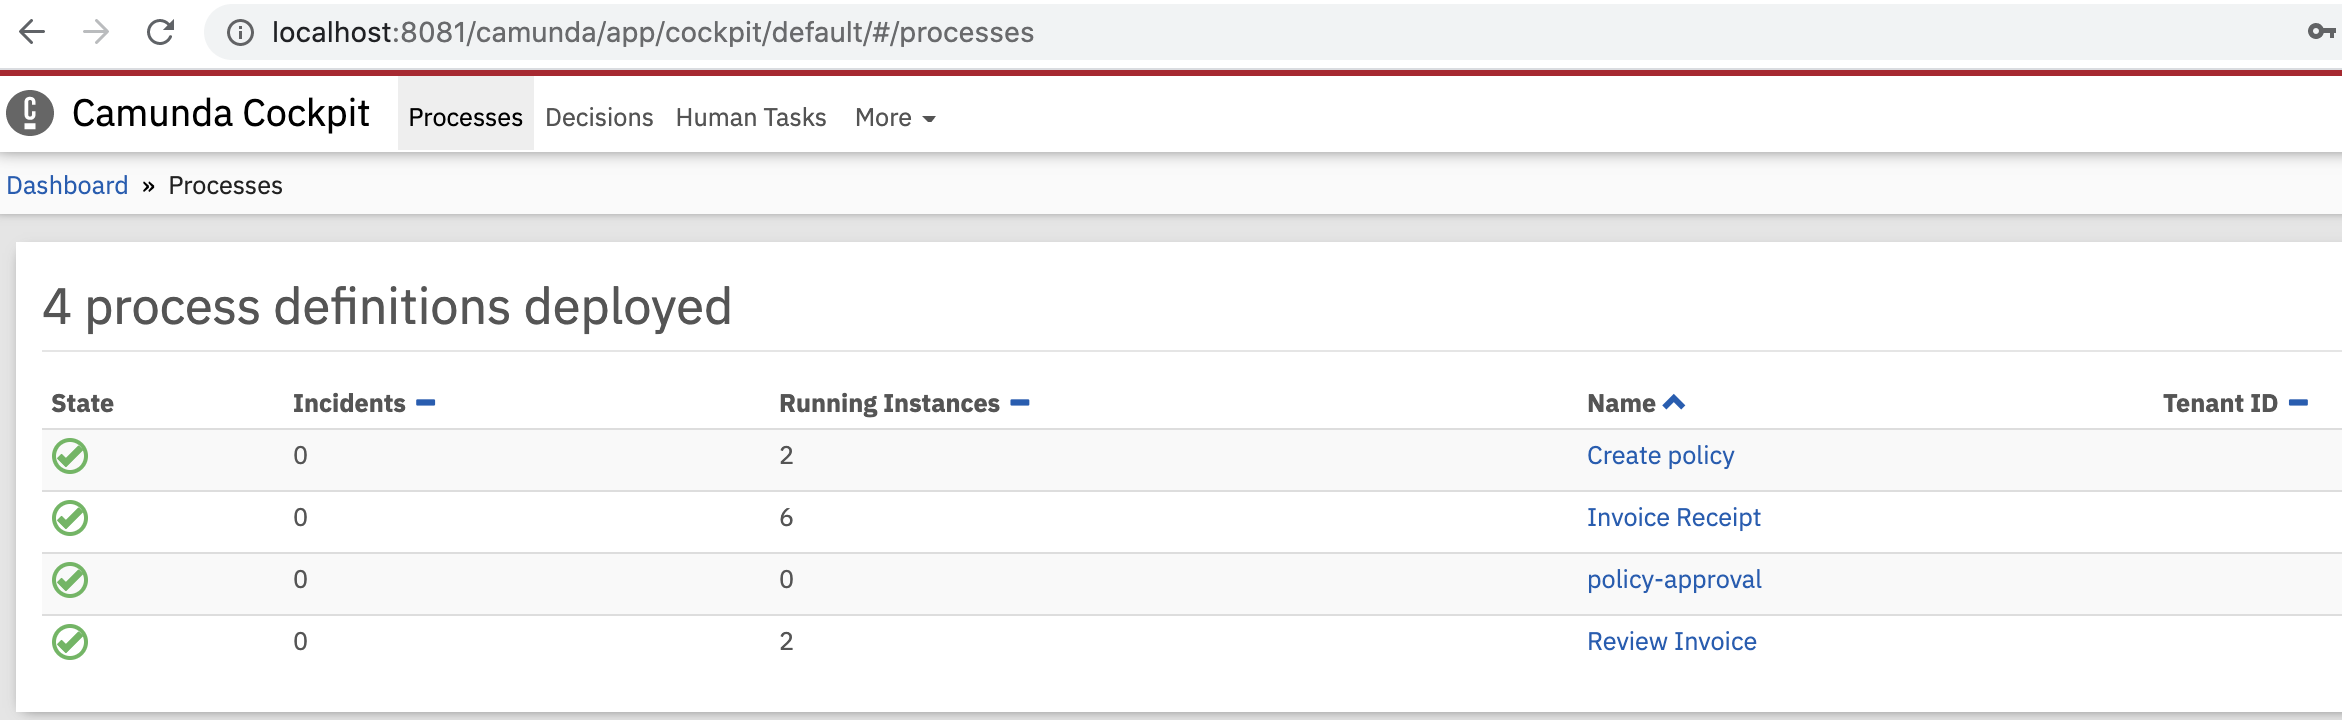 localhost:8081/camunda/app/cockpit/default/#/processes
Camunda Cockpit Processes Decisions Human Tasks More
Dashboard » Processes
4 process definitions deployed
State Incidents Running Instances Name Tenant ID
0 2 Create policy
0 6 Invoice Receipt
0 0 policy-approval
0 2 Review Invoice